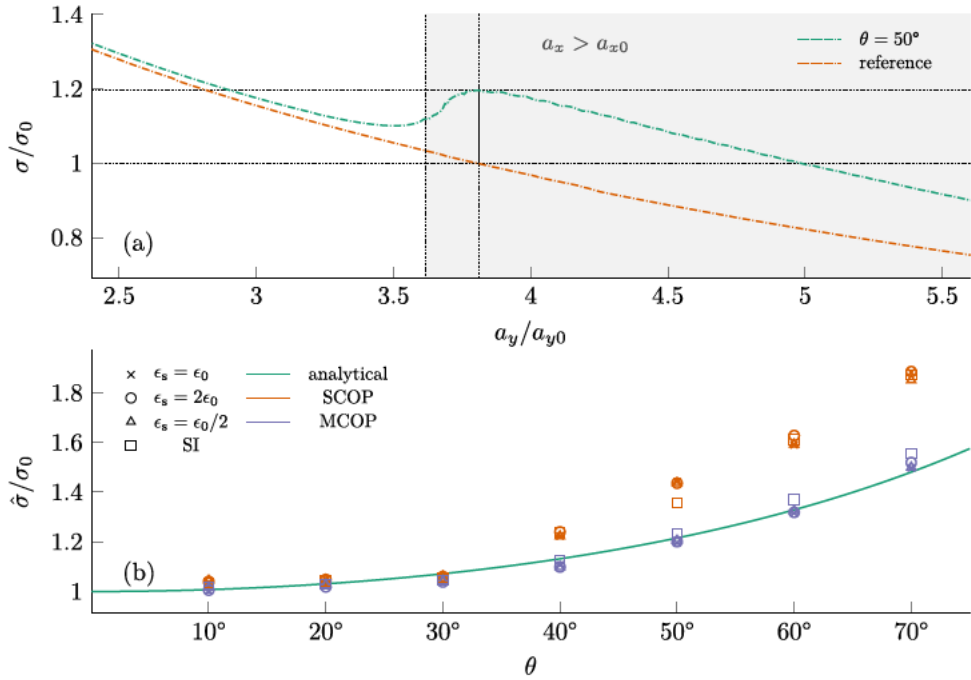 1.4
1.2
1
0.8
σ/σ₀
aₓ > aₓ₀
θ = 50°
reference
(a)
2.5 3 3.5 4 4.5 5 5.5
a_y/a_y₀
1.8
1.6
1.4
1.2
1
σ̂/σ₀
ϵₛ = ϵ₀ analytical
ϵₛ = 2ϵ₀ SCOP
ϵₛ = ϵ₀/2 MCOP
SI
(b)
10° 20° 30° 40° 50° 60° 70°
θ